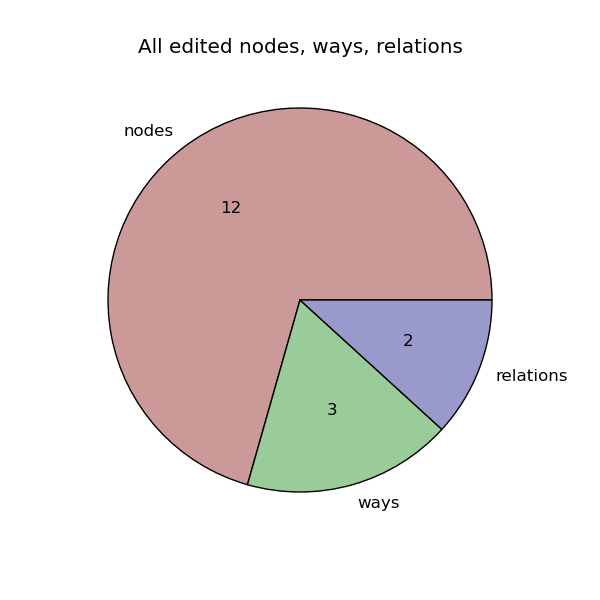 All edited nodes, ways, relations
nodes
12
2
relations
3
ways